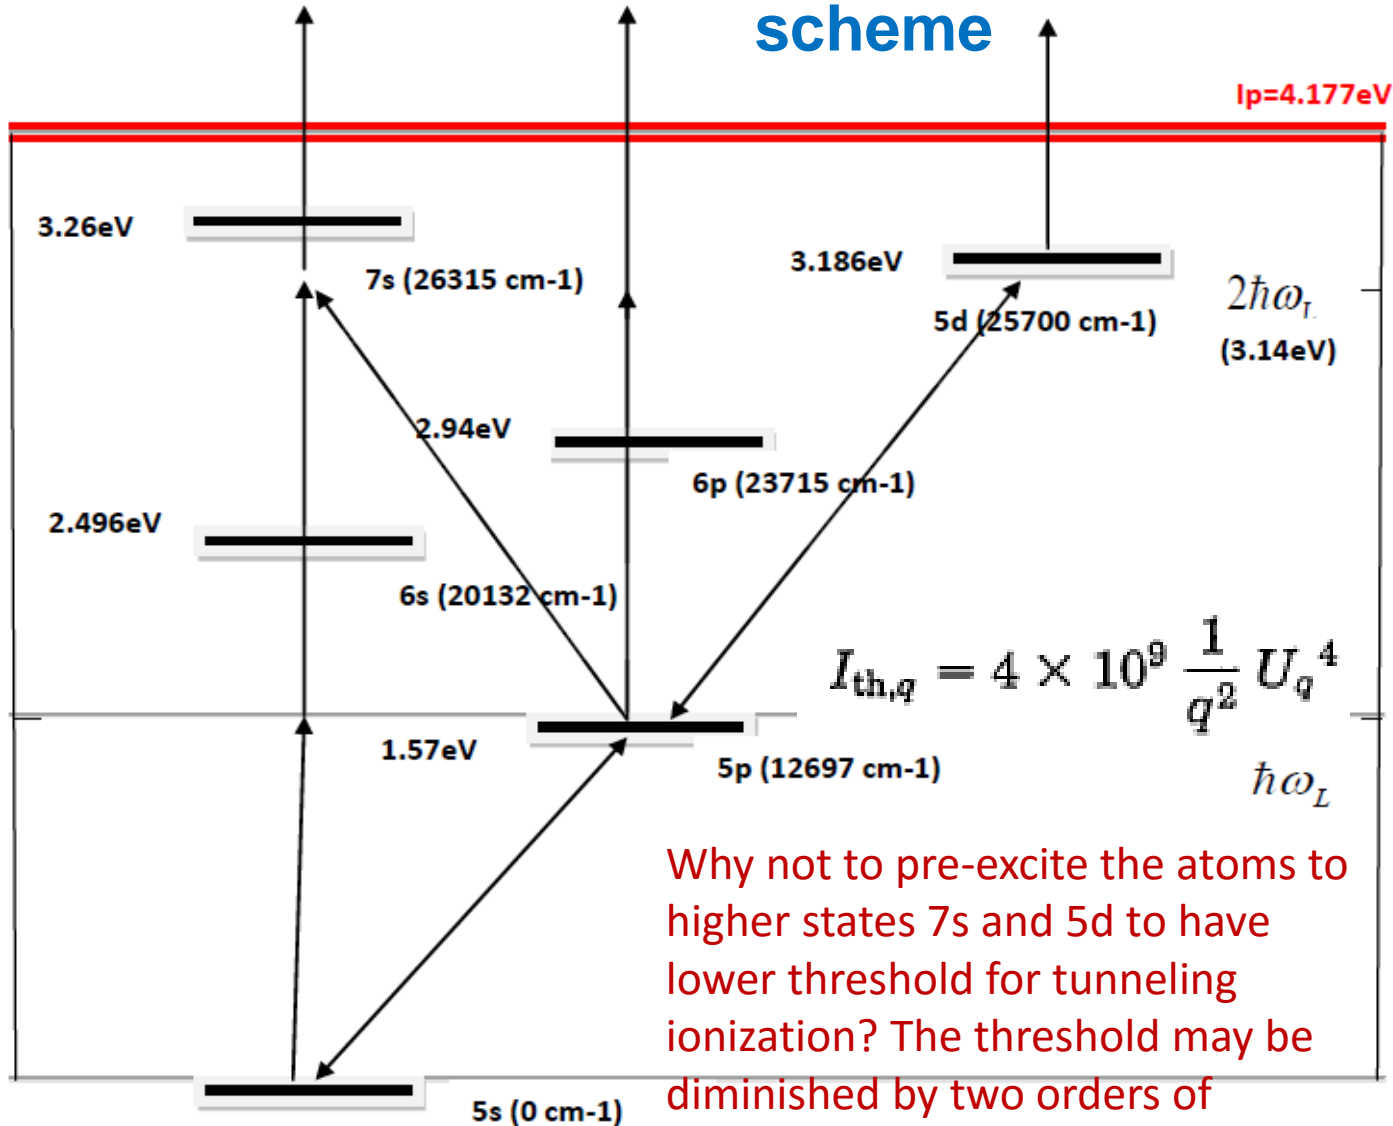 scheme
Ip=4.177eV
3.26eV
7s (26315 cm-1)
3.186eV
5d (25700 cm-1)
2ħω_L
(3.14eV)
2.94eV
6p (23715 cm-1)
2.496eV
6s (20132 cm-1)
I_{th,q} = 4 × 10^9 \frac{1}{q^2} U_q^4
1.57eV
5p (12697 cm-1)
ħω_L
Why not to pre-excite the atoms to
higher states 7s and 5d to have
lower threshold for tunneling
ionization? The threshold may be
diminished by two orders of
5s (0 cm-1)